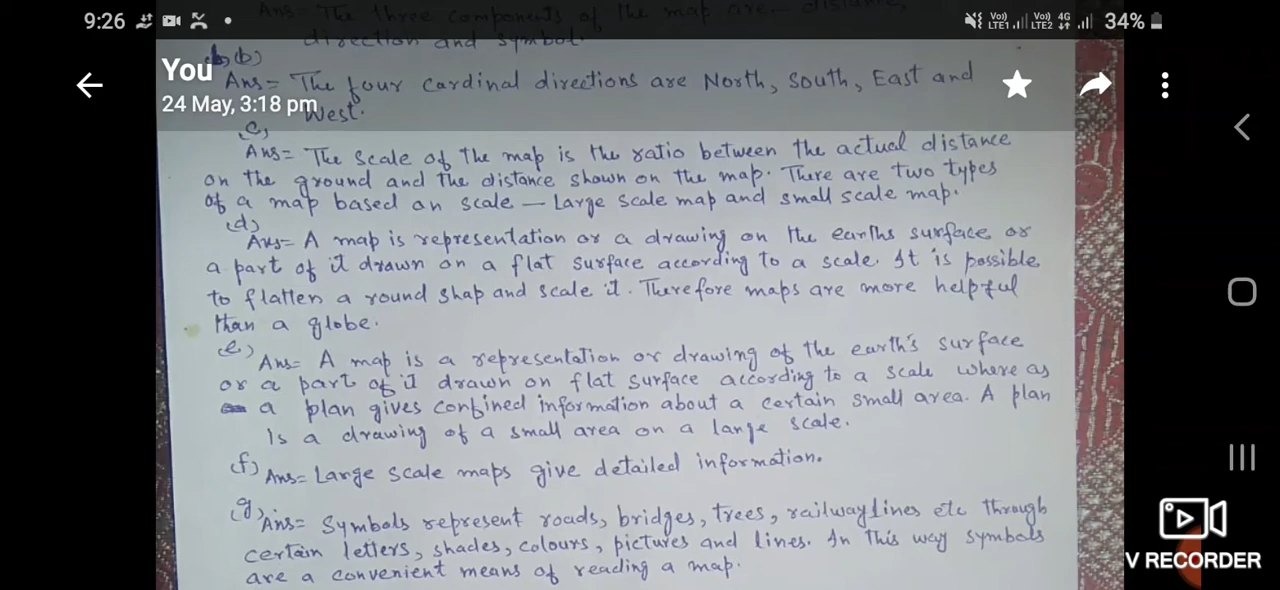 9:26 Vo) LTE1 Vo) LTE2 4G 34%
Ans= The three components of the map are- distance,
direction and symbol.
(b)
You
Ans= The four cardinal directions are North, South, East and
24 May, 3:18 pm
West.
(c)
Ans= The scale of the map is the ratio between the actual distance
on the ground and the distance shown on the map. There are two types
of a map based on scale — Large scale map and small scale map.
(d)
Ans= A map is representation or a drawing on the earths surface or
a part of it drawn on a flat surface according to a scale. It is possible
to flatten a round shap and scale it. Therefore maps are more helpful
than a globe.
(e)
Ans= A map is a representation or drawing of the earth's surface
or a part of it drawn on flat surface according to a scale where as
a plan gives confined information about a certain small area. A plan
Is a drawing of a small area on a large scale.
(f) Ans= Large scale maps give detailed information.
(g) Ans= Symbols represent roads, bridges, trees, railway lines etc through
certain letters, shades, colours, pictures and lines. In this way symbols
are a convenient means of reading a map.
V RECORDER